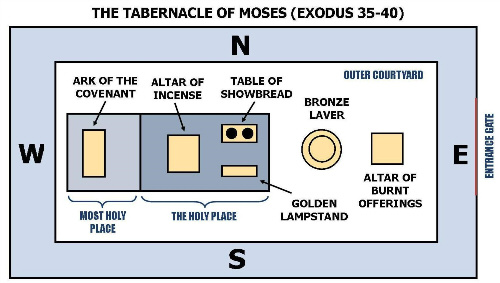 THE TABERNACLE OF MOSES (EXODUS 35-40)
N
OUTER COURTYARD
ARK OF THE
COVENANT
ALTAR OF
INCENSE
TABLE OF
SHOWBREAD
BRONZE
LAVER
W
E
ENTRANCE GATE
ALTAR OF
BURNT
OFFERINGS
GOLDEN
LAMPSTAND
MOST HOLY
PLACE
THE HOLY PLACE
S